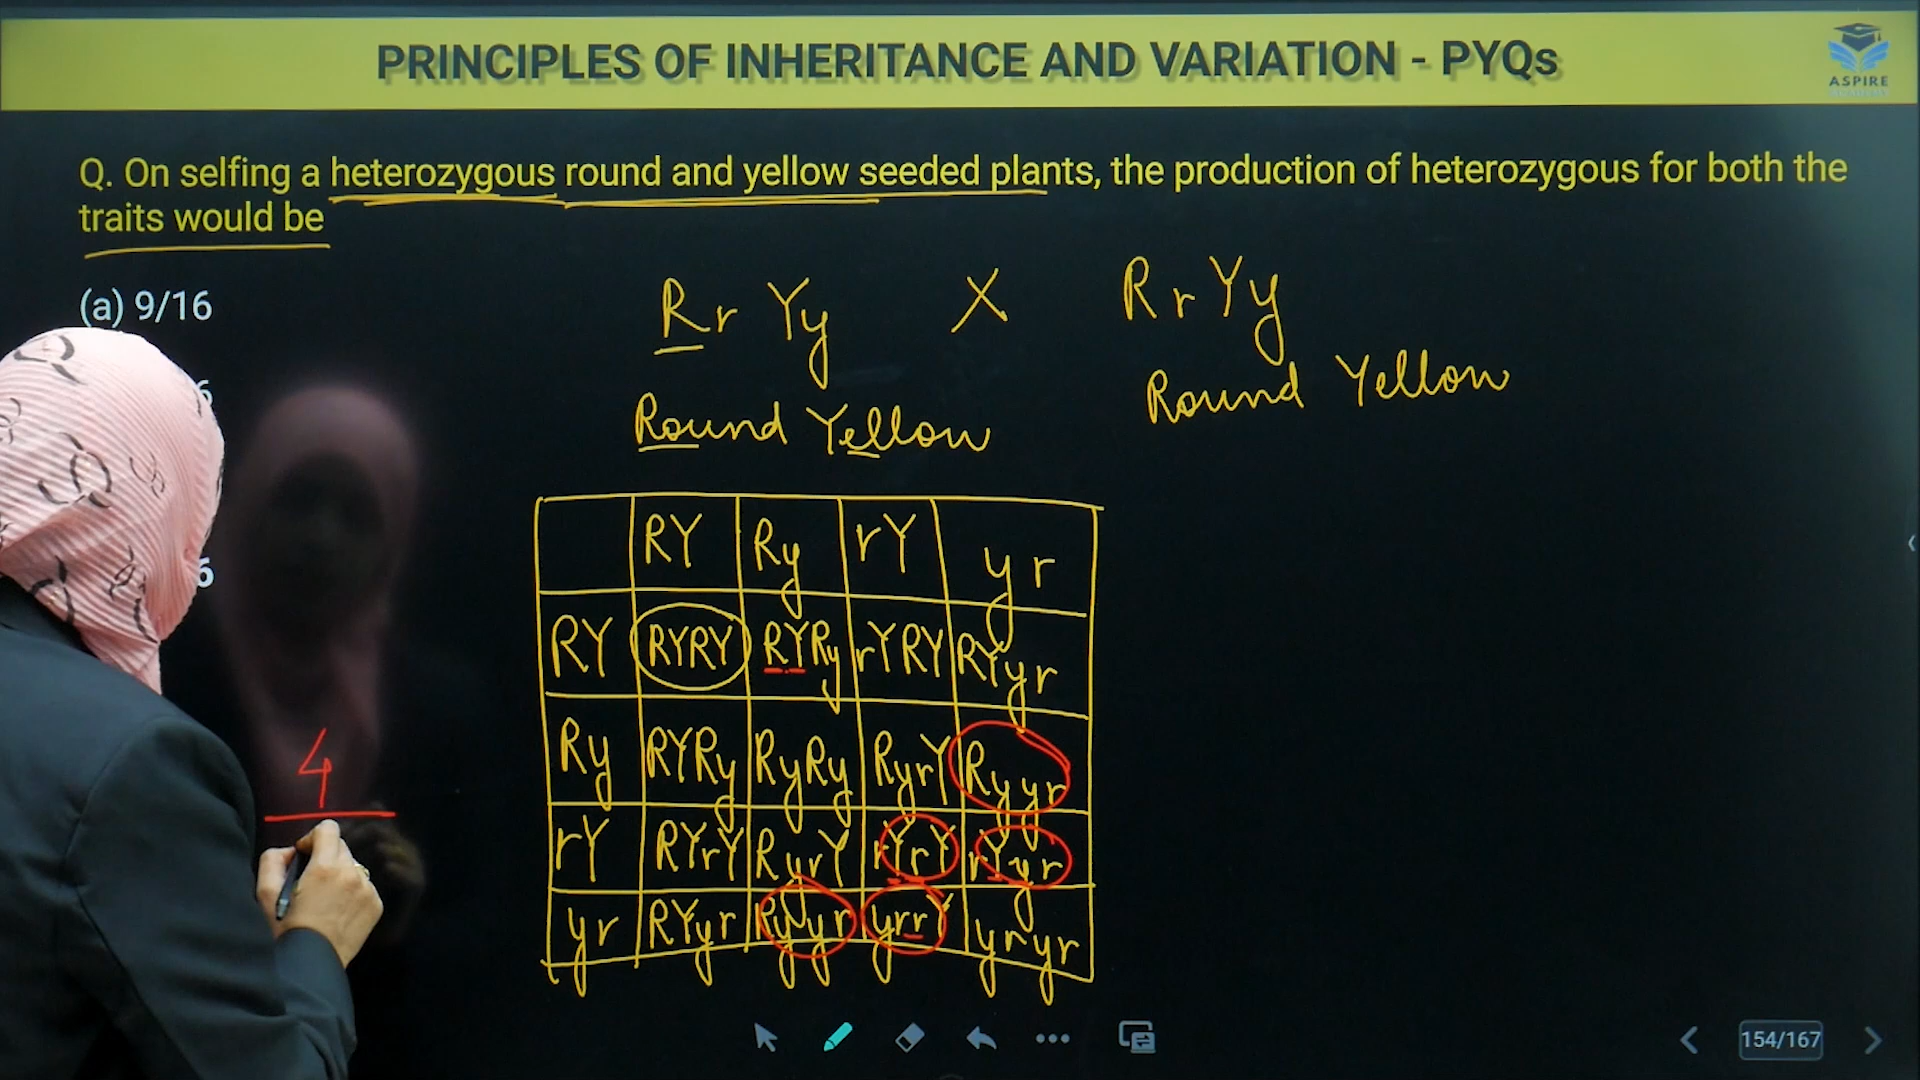 PRINCIPLES OF INHERITANCE AND VARIATION - PYQs
ASPIRE
Q. On selfing a heterozygous round and yellow seeded plants, the production of heterozygous for both the
traits would be
(a) 9/16
6
6
Rr Yy X RrYy
Round Yellow Round Yellow
RY Ry rY yr
RY RYRY RYRy rYRY RYyr
Ry RYRy RyRy RyrY Ryyr
rY RYrY RyrY rYrY rYyr
yr RYyr Ryyr yrrY yryr
4
154/167